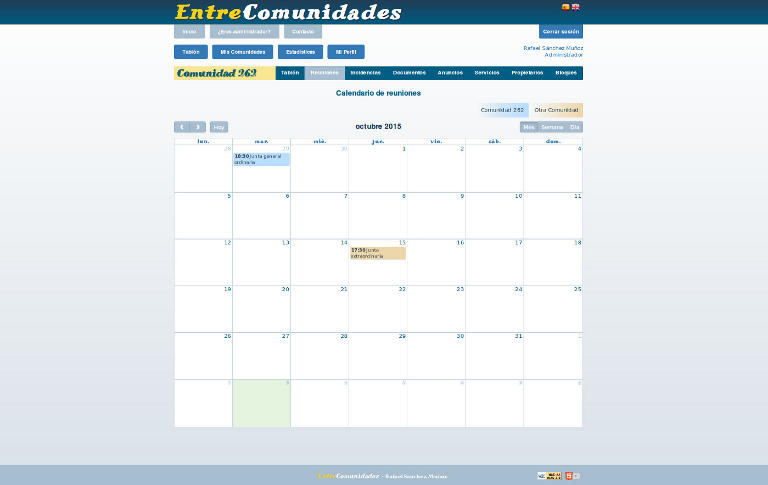 EntreComunidades
Inicio ¿Eres administrador? Contacto Cerrar sesión
Tablón Mis Comunidades Estadísticas Mi Perfil
Rafael Sánchez Muñoz
Administrador
Comunidad 262 Tablón Reuniones Incidencias Documentos Anuncios Servicios Propietarios Bloques
Calendario de reuniones
Comunidad 262 Otra Comunidad
Hoy octubre 2015 Mes Semana Día
lun. mar. mié. jue. vie. sáb. dom.
28 29 30 1 2 3 4
18:30 Junta general
ordinaria
5 6 7 8 9 10 11
12 13 14 15 16 17 18
17:30 Junta
extraordinaria
19 20 21 22 23 24 25
26 27 28 29 30 31 1
2 3 4 5 6 7 8
EntreComunidades - Rafael Sánchez Muñoz